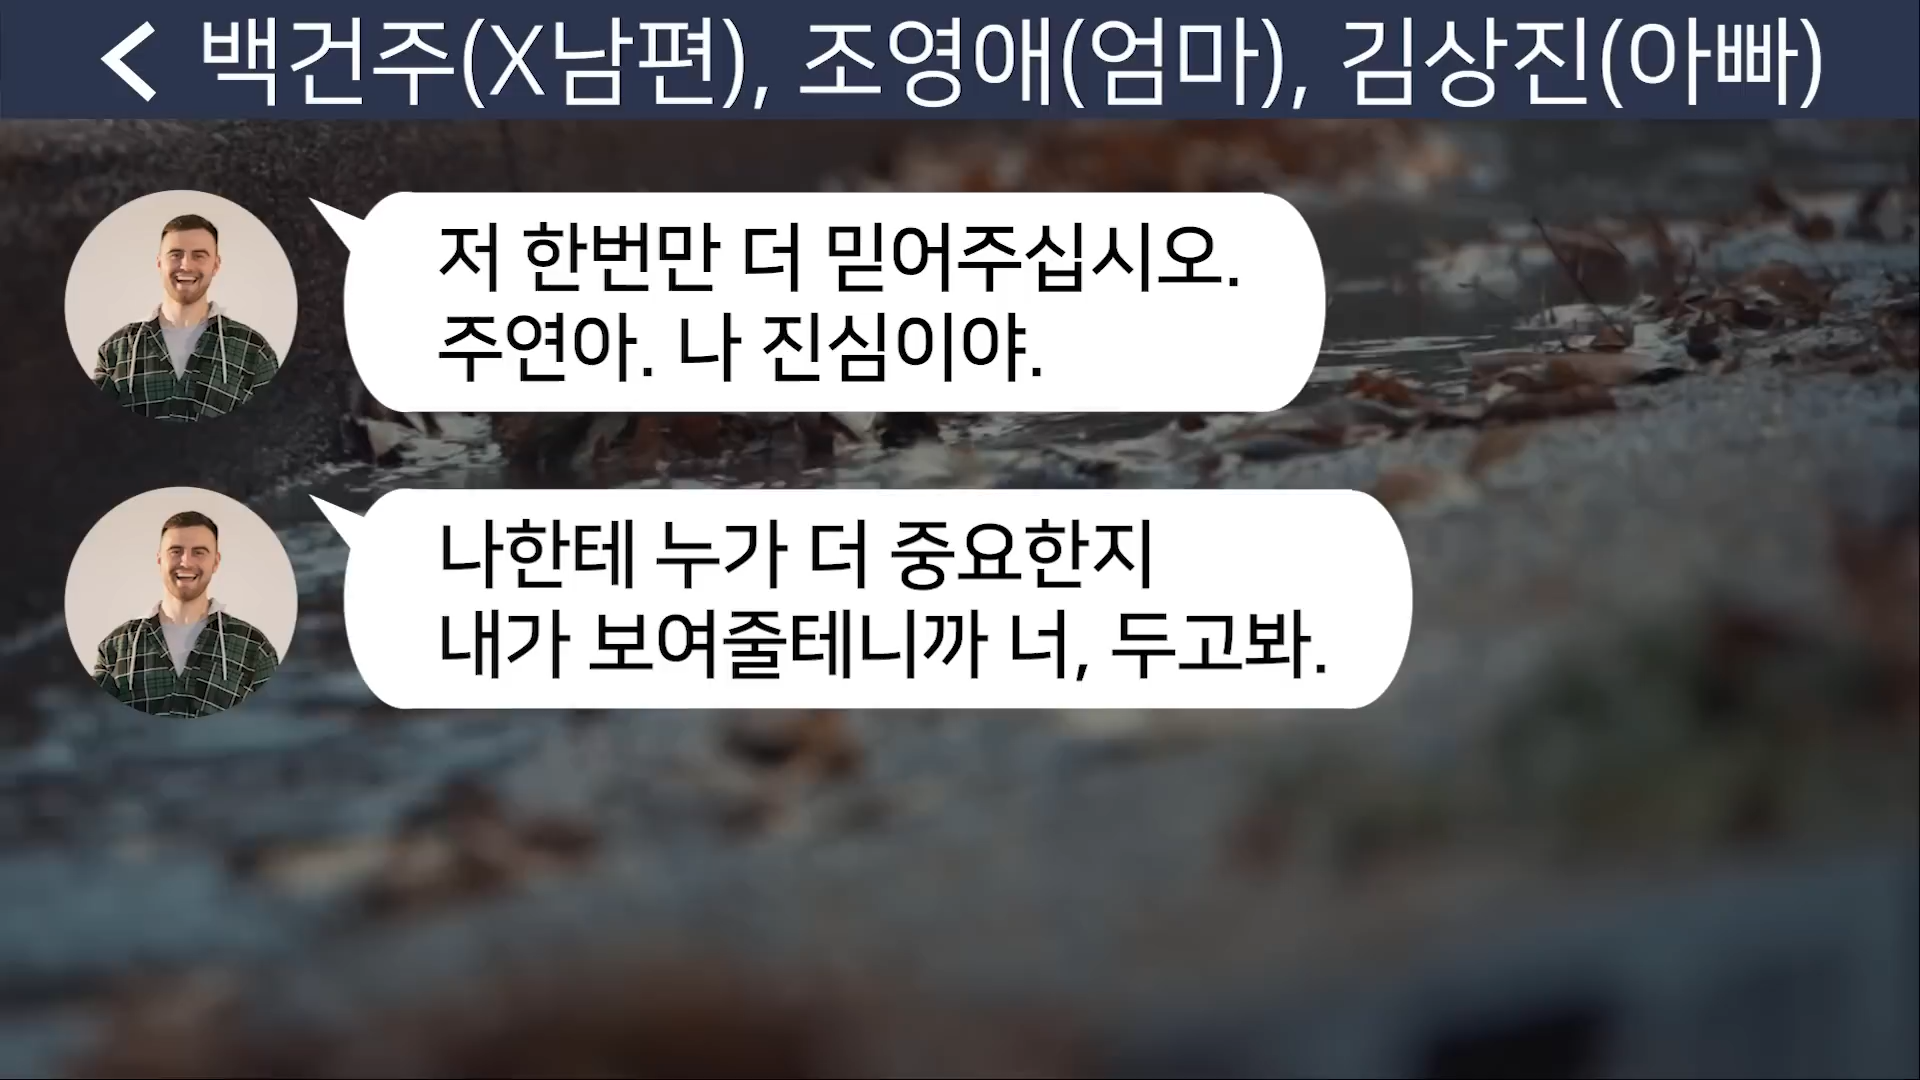 백건주(X남편), 조영애(엄마), 김상진(아빠)
저 한번만 더 믿어주십시오.
주연아. 나 진심이야.
나한테 누가 더 중요한지
내가 보여줄테니까 너, 두고봐.